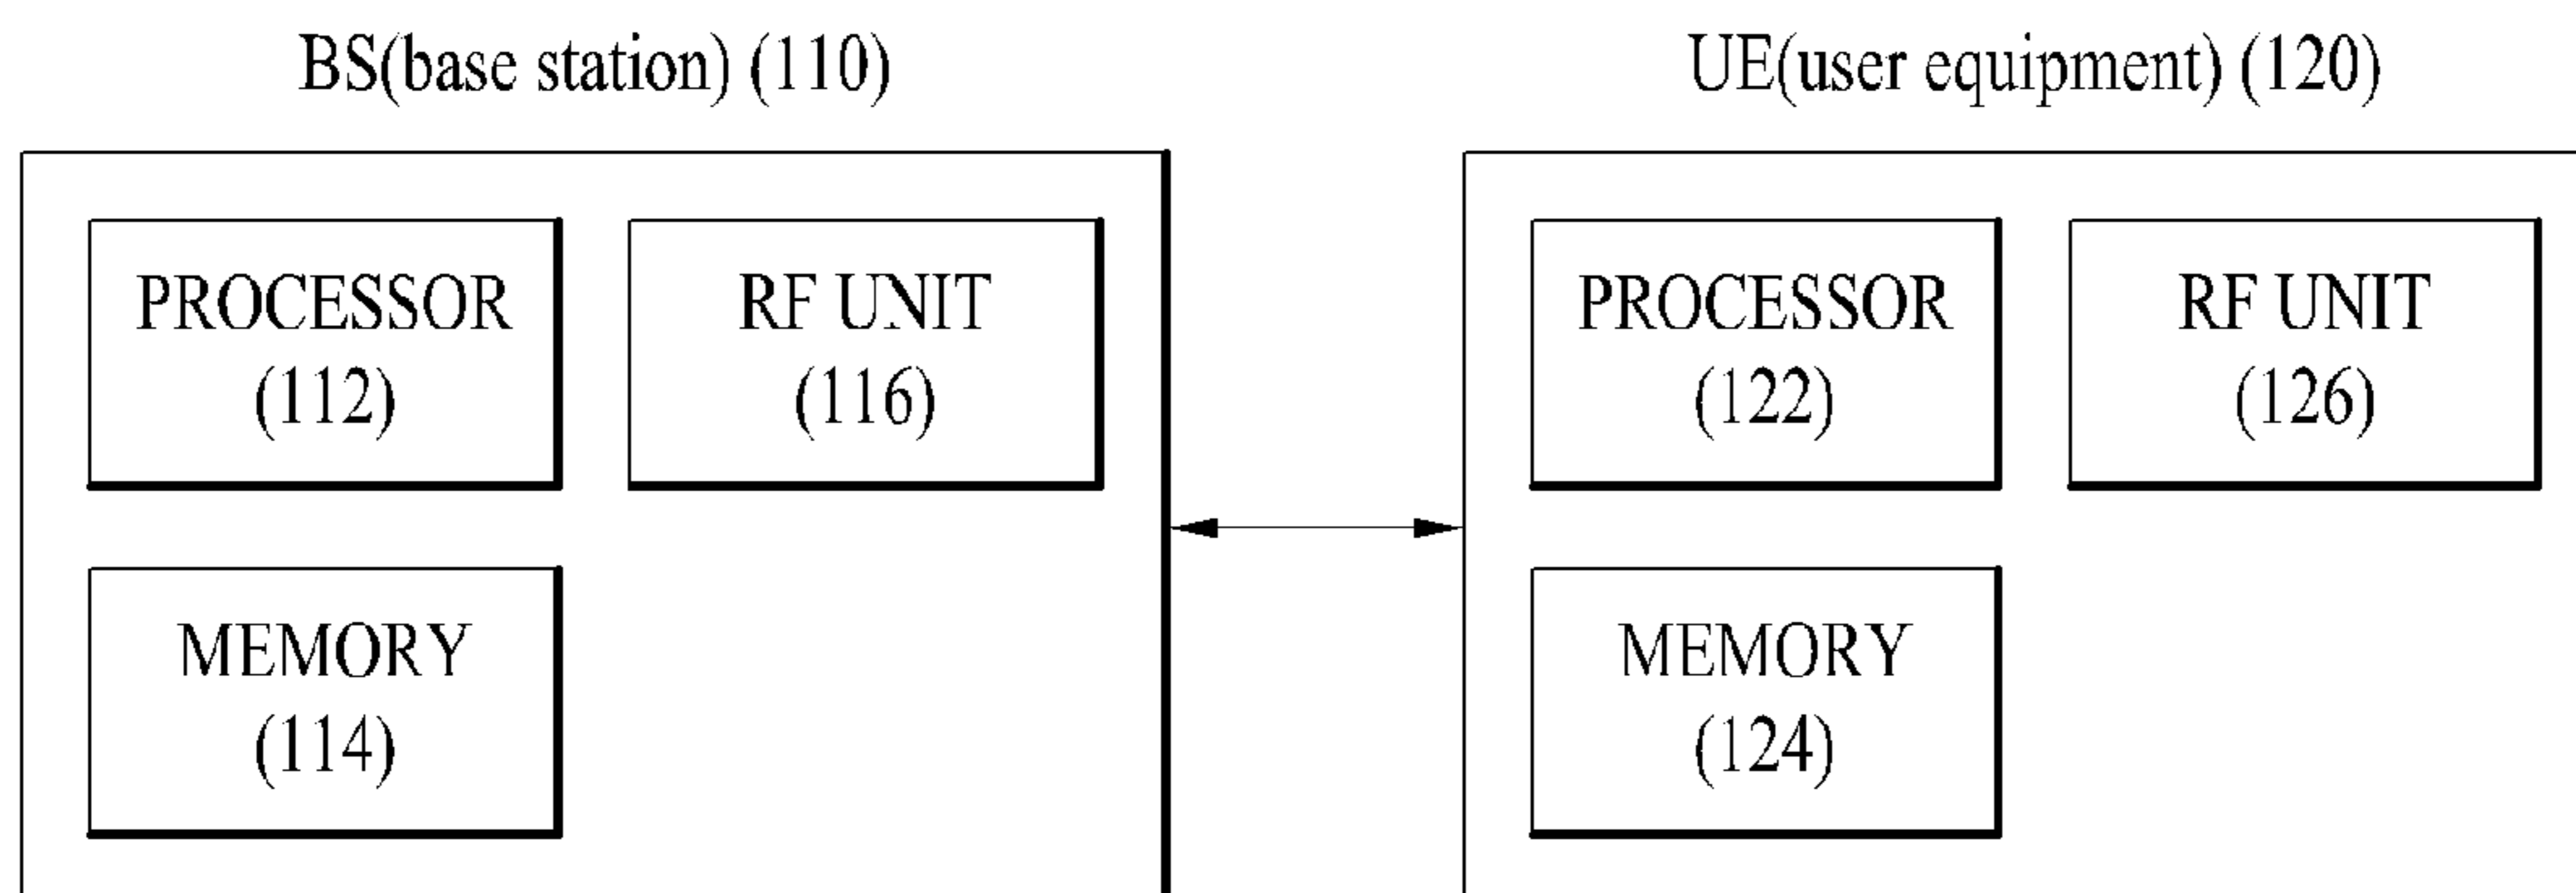 BS(base station) (110)
UE(user equipment) (120)
PROCESSOR
(112)
RF UNIT
(116)
MEMORY
(114)
PROCESSOR
(122)
RF UNIT
(126)
MEMORY
(124)